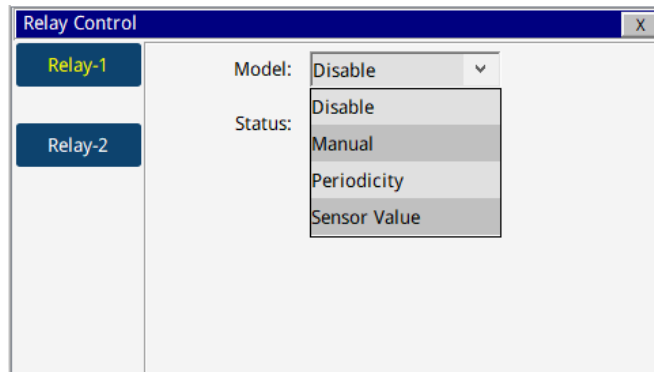 Relay Control
X
Relay-1
Model: Disable
Disable
Status:
Manual
Relay-2
Periodicity
Sensor Value